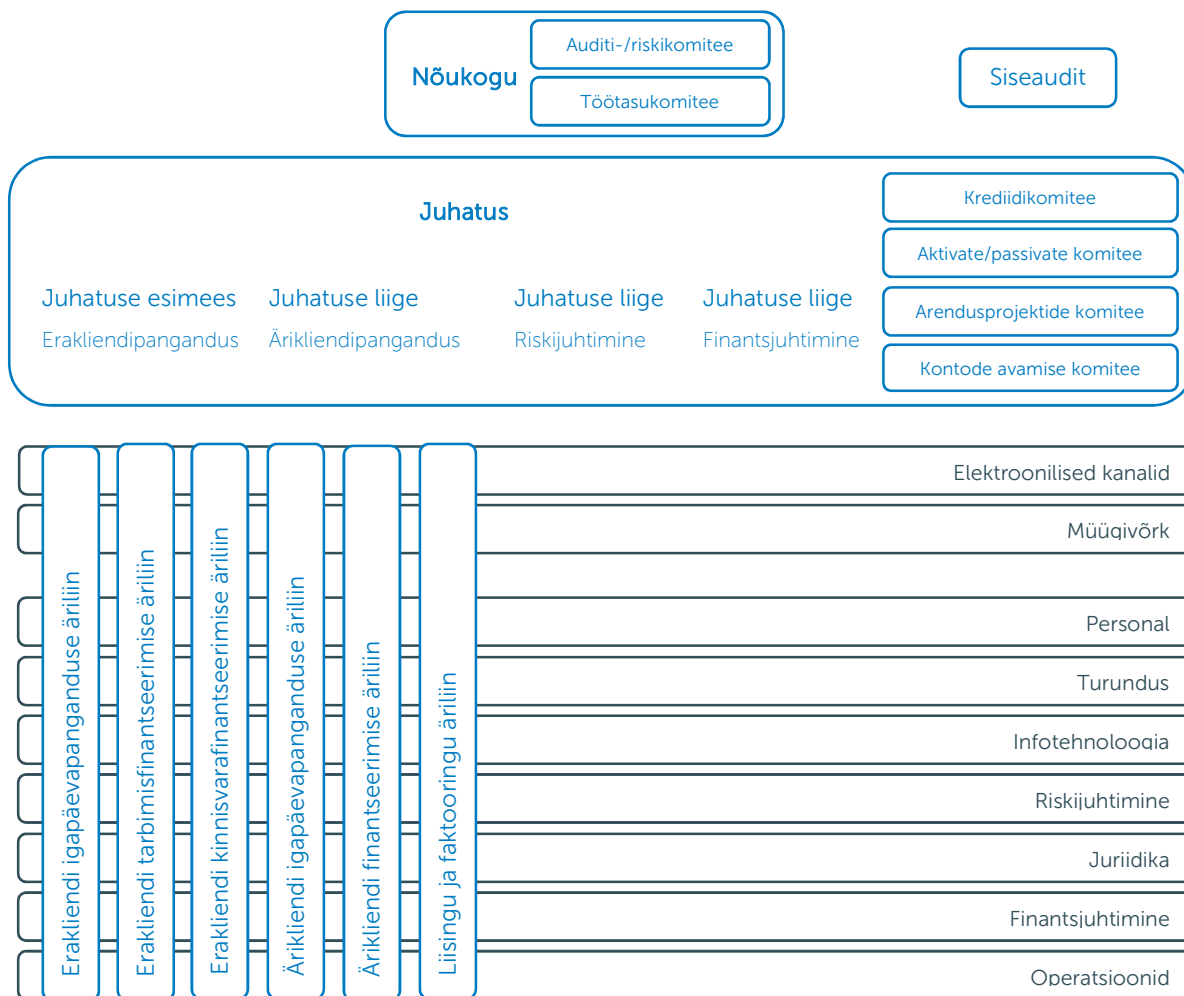 Nõukogu
Auditi-/riskikomitee
Töötasukomitee
Siseaudit
Juhatus
Juhatuse esimees
Erakliendipangandus
Juhatuse liige
Ärikliendipangandus
Juhatuse liige
Riskijuhtimine
Juhatuse liige
Finantsjuhtimine
Krediidikomitee
Aktivate/passivate komitee
Arendusprojektide komitee
Kontode avamise komitee
Erakliendi igapäevapanganduse äriliin
Erakliendi tarbimisfinantseerimise äriliin
Erakliendi kinnisvarafinantseerimise äriliin
Ärikliendi igapäevapanganduse äriliin
Ärikliendi finantseerimise äriliin
Liisingu ja faktooringu äriliin
Elektroonilised kanalid
Müügivõrk
Personal
Turundus
Infotehnoloogia
Riskijuhtimine
Juriidika
Finantsjuhtimine
Operatsioonid